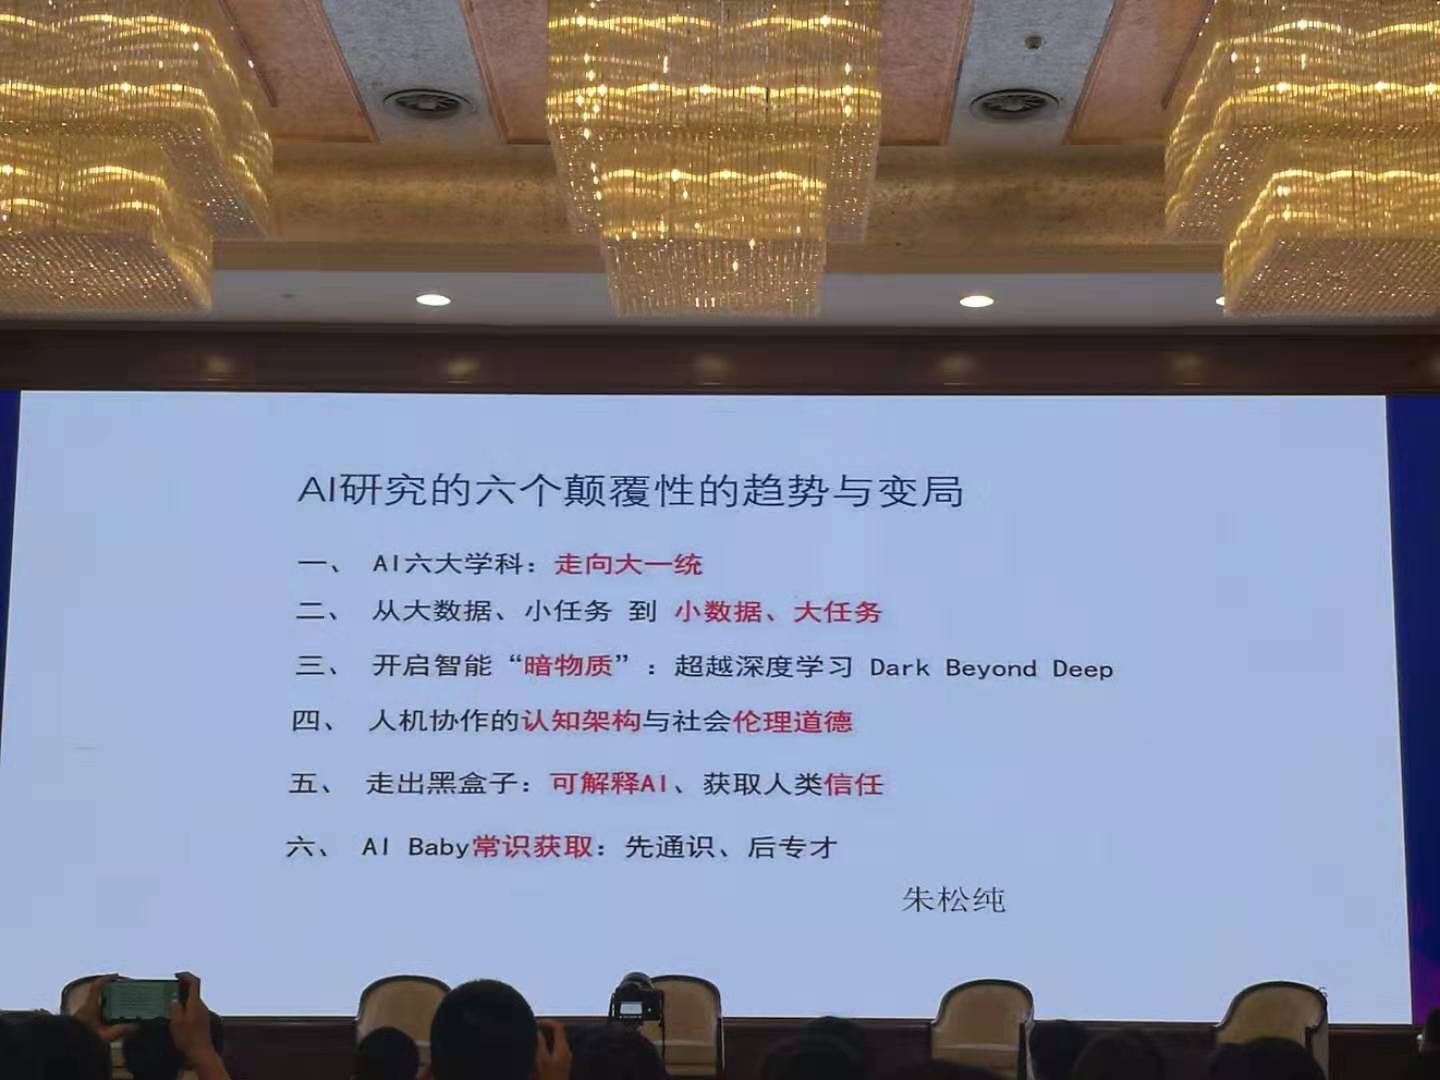 AI研究的六个颠覆性的趋势与变局
一、 AI六大学科：走向大一统
二、 从大数据、小任务 到 小数据、大任务
三、 开启智能“暗物质”：超越深度学习 Dark Beyond Deep
四、 人机协作的认知架构与社会伦理道德
五、 走出黑盒子：可解释AI、获取人类信任
六、 AI Baby常识获取：先通识、后专才
朱松纯